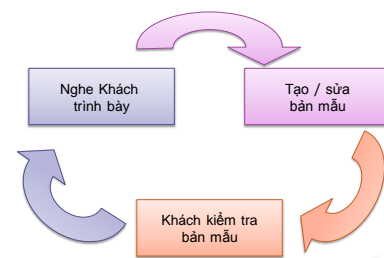 Nghe Khách
trình bày
Tạo / sửa
bản mẫu
Khách kiểm tra
bản mẫu